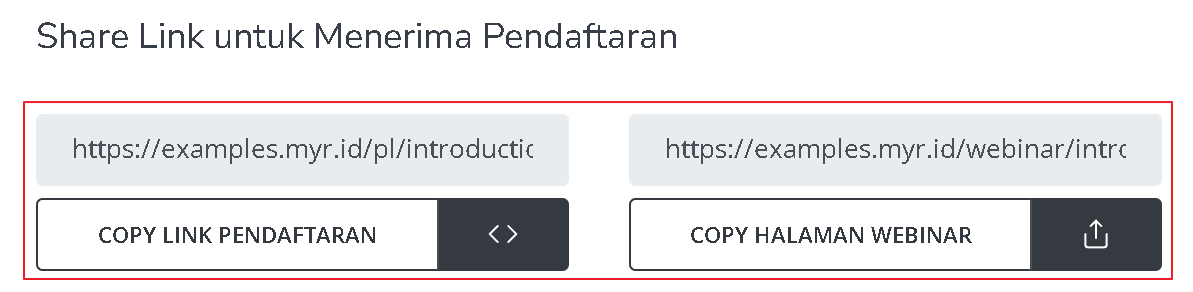 Share Link untuk Menerima Pendaftaran
https://examples.myr.id/pl/introductic
https://examples.myr.id/webinar/intro
COPY LINK PENDAFTARAN
COPY HALAMAN WEBINAR